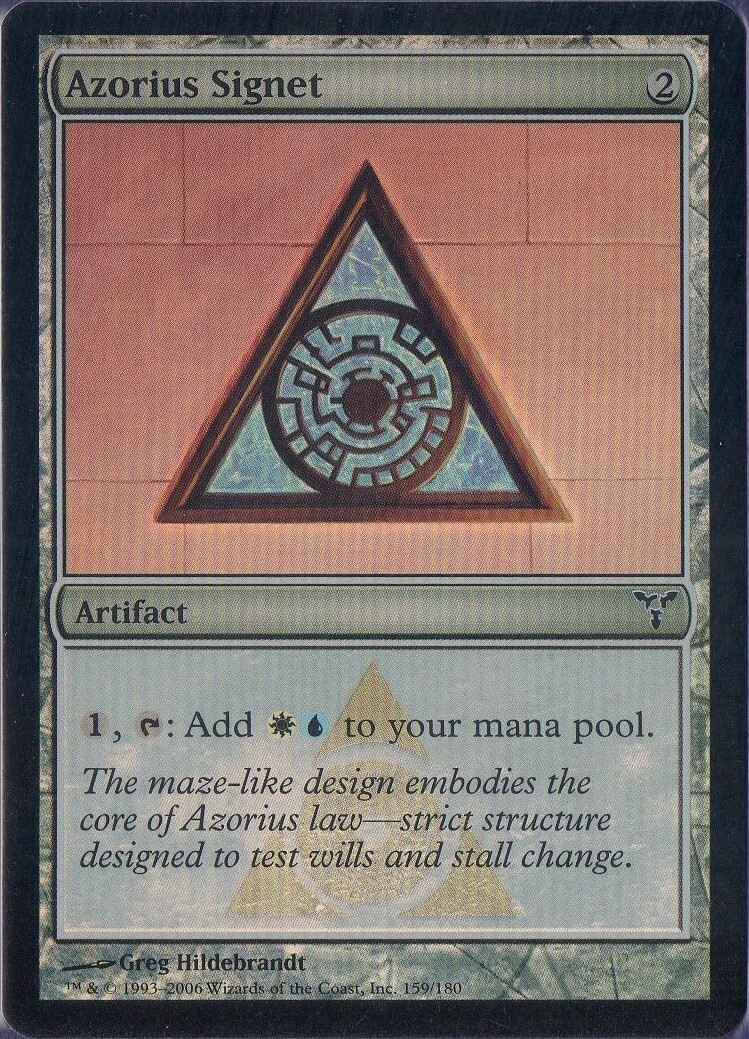 Azorius Signet 2
Artifact
1, : Add to your mana pool.
The maze-like design embodies the
core of Azorius law—strict structure
designed to test wills and stall change.
Greg Hildebrandt
™ & © 1993–2006 Wizards of the Coast, Inc. 159/180